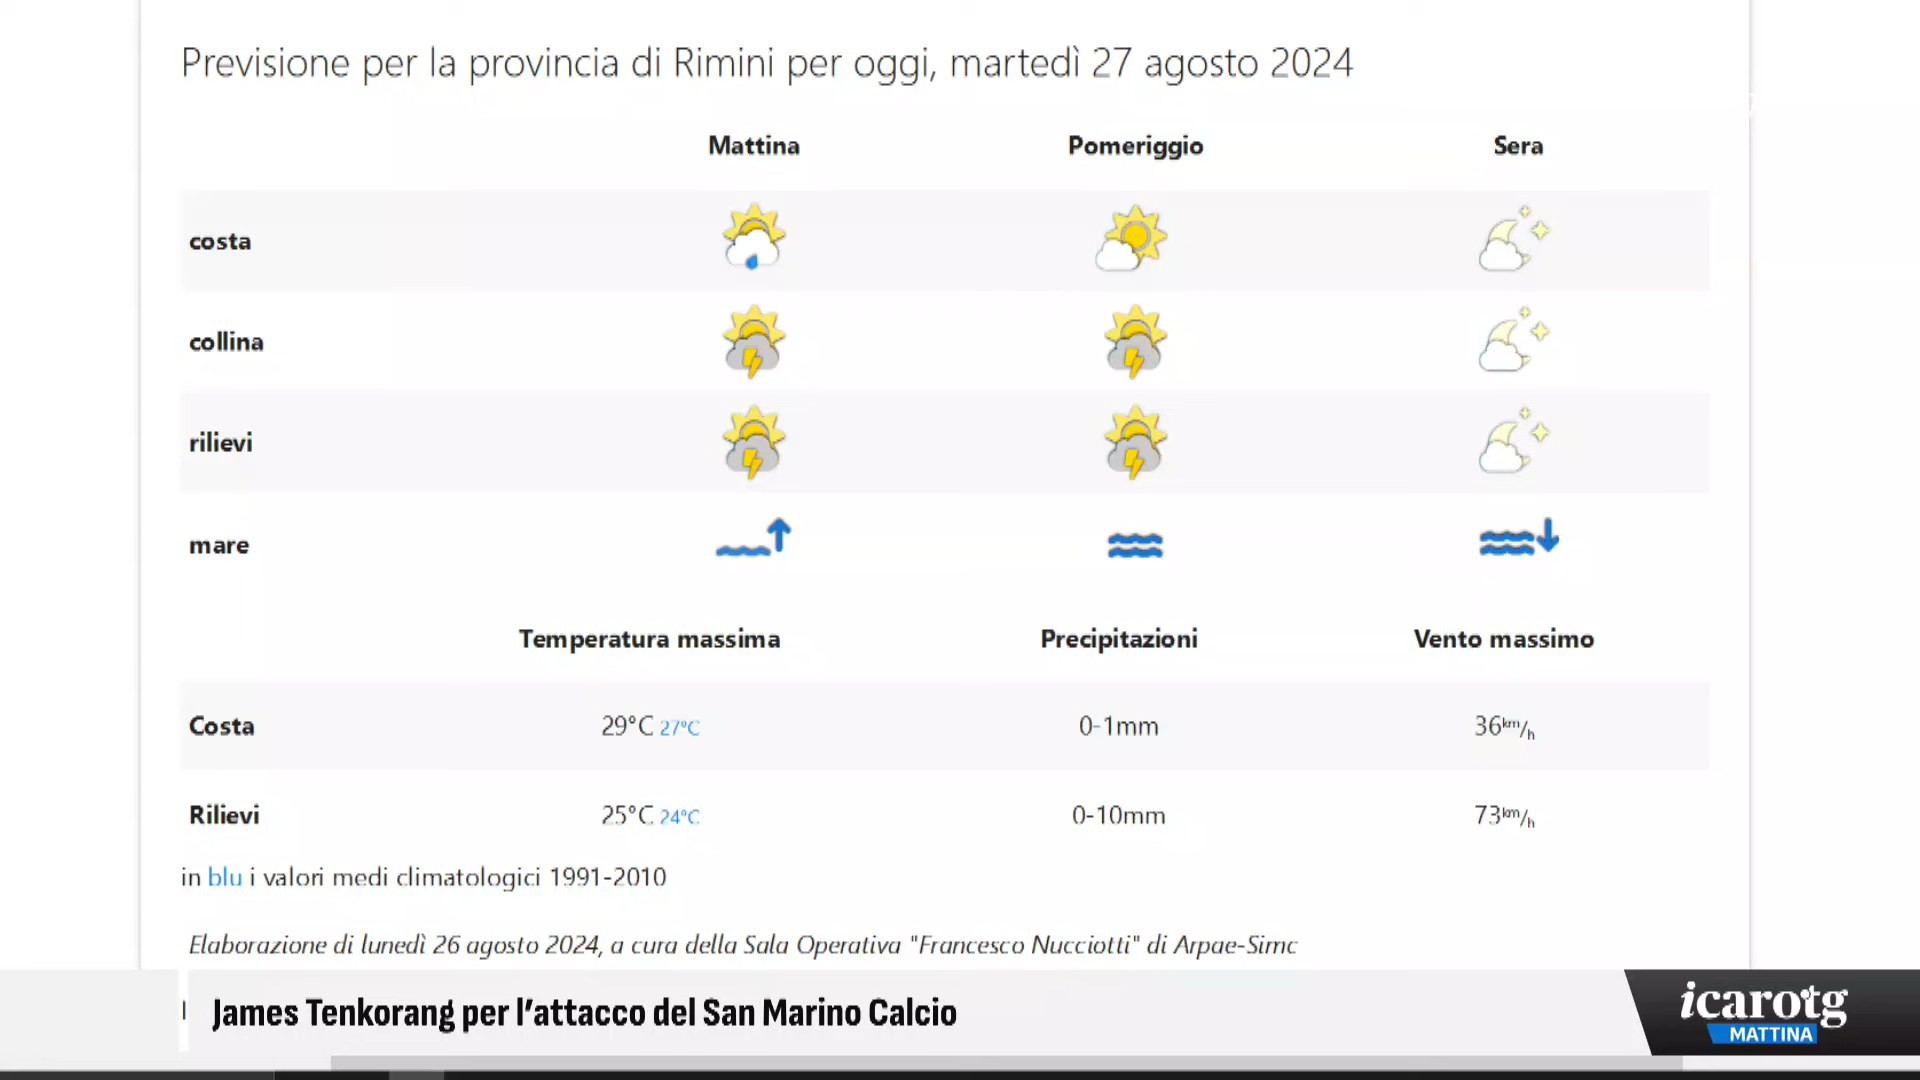 Previsione per la provincia di Rimini per oggi, martedì 27 agosto 2024
Mattina Pomeriggio Sera
costa
collina
rilievi
mare
Temperatura massima Precipitazioni Vento massimo
Costa 29°C 27°C 0-1mm 36km/h
Rilievi 25°C 24°C 0-10mm 73km/h
in blu i valori medi climatologici 1991-2010
Elaborazione di lunedì 26 agosto 2024, a cura della Sala Operativa "Francesco Nucciotti" di Arpae-Simc
James Tenkorang per l'attacco del San Marino Calcio
icarotg
MATTINA